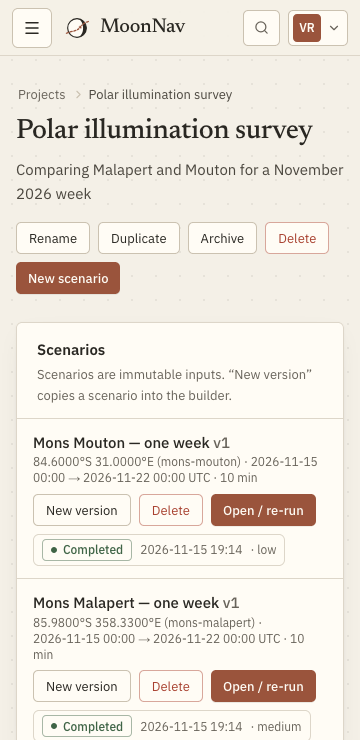 MoonNav
VR
Projects
Polar illumination survey
Polar illumination survey
Comparing Malapert and Mouton for a November
2026 week
Rename
Duplicate
Archive
Delete
New scenario
Scenarios
Scenarios are immutable inputs. “New version”
copies a scenario into the builder.
Mons Mouton — one week v1
84.6000°S 31.0000°E (mons-mouton) · 2026-11-15
00:00 → 2026-11-22 00:00 UTC · 10 min
New version
Delete
Open / re-run
Completed 2026-11-15 19:14 · low
Mons Malapert — one week v1
85.9800°S 358.3300°E (mons-malapert) ·
2026-11-15 00:00 → 2026-11-22 00:00 UTC · 10
min
New version
Delete
Open / re-run
Completed 2026-11-15 19:14 · medium